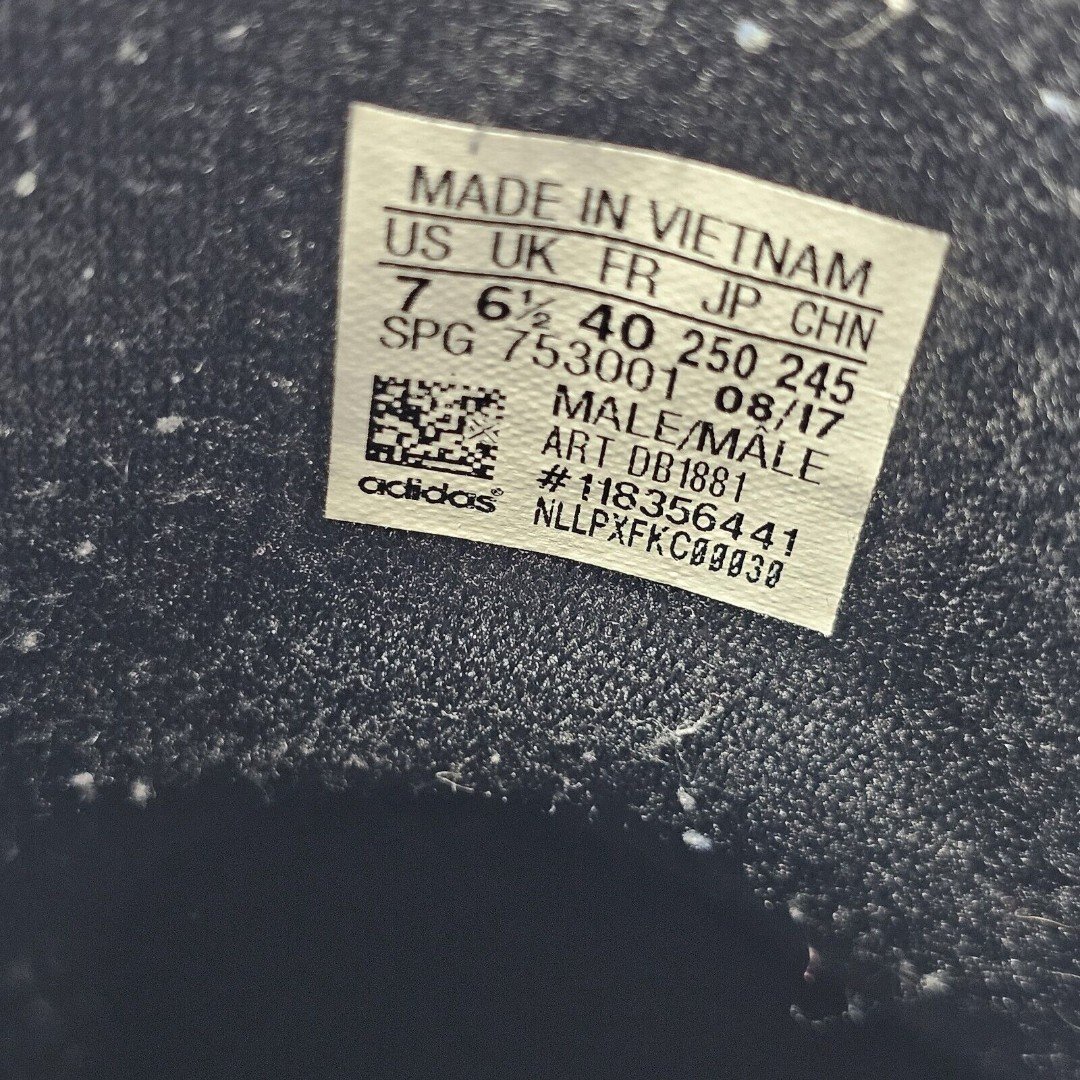 MADE IN VIETNAM
US UK FR JP CHN
7 6½ 40 250 245
SPG 753001 08/17
MALE/MÂLE
ART DB1881
#118356441
NLLPXFKC00030
adidas®